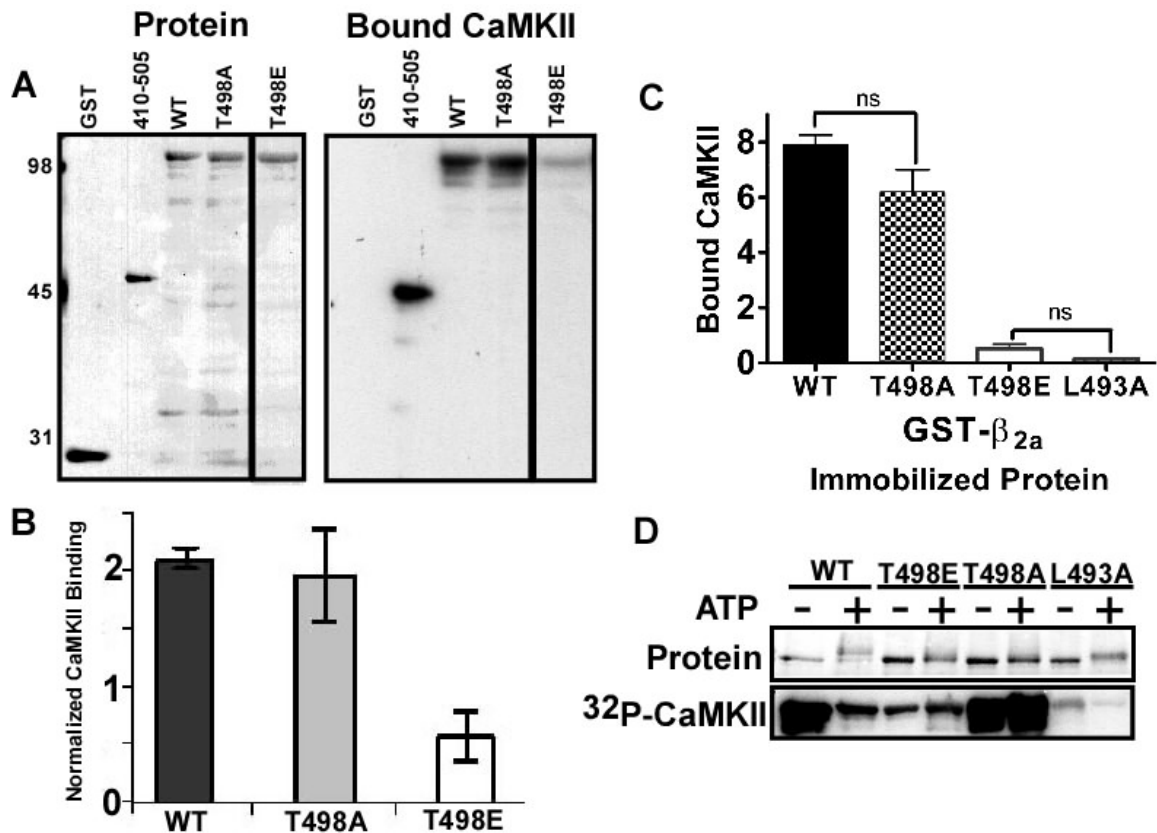 Protein
Bound CaMKII
A
GST
410-505
WT
T498A
T498E
GST
410-505
WT
T498A
T498E
98
45
31
C
ns
ns
Bound CaMKII
8
6
4
2
0
WT T498A T498E L493A
GST-β2a
Immobilized Protein
B
Normalized CaMKII Binding
2
1
0
WT T498A T498E
D
WT T498E T498A L493A
ATP - + - + - + - +
Protein
32P-CaMKII